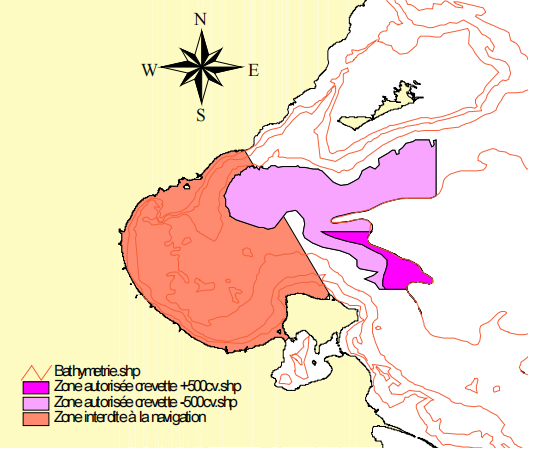 N
W E
S
Bathymetrie.shp
Zone autorisée crevette +500cv.shp
Zone autorisée crevette -500cv.shp
Zone interdite à la navigation